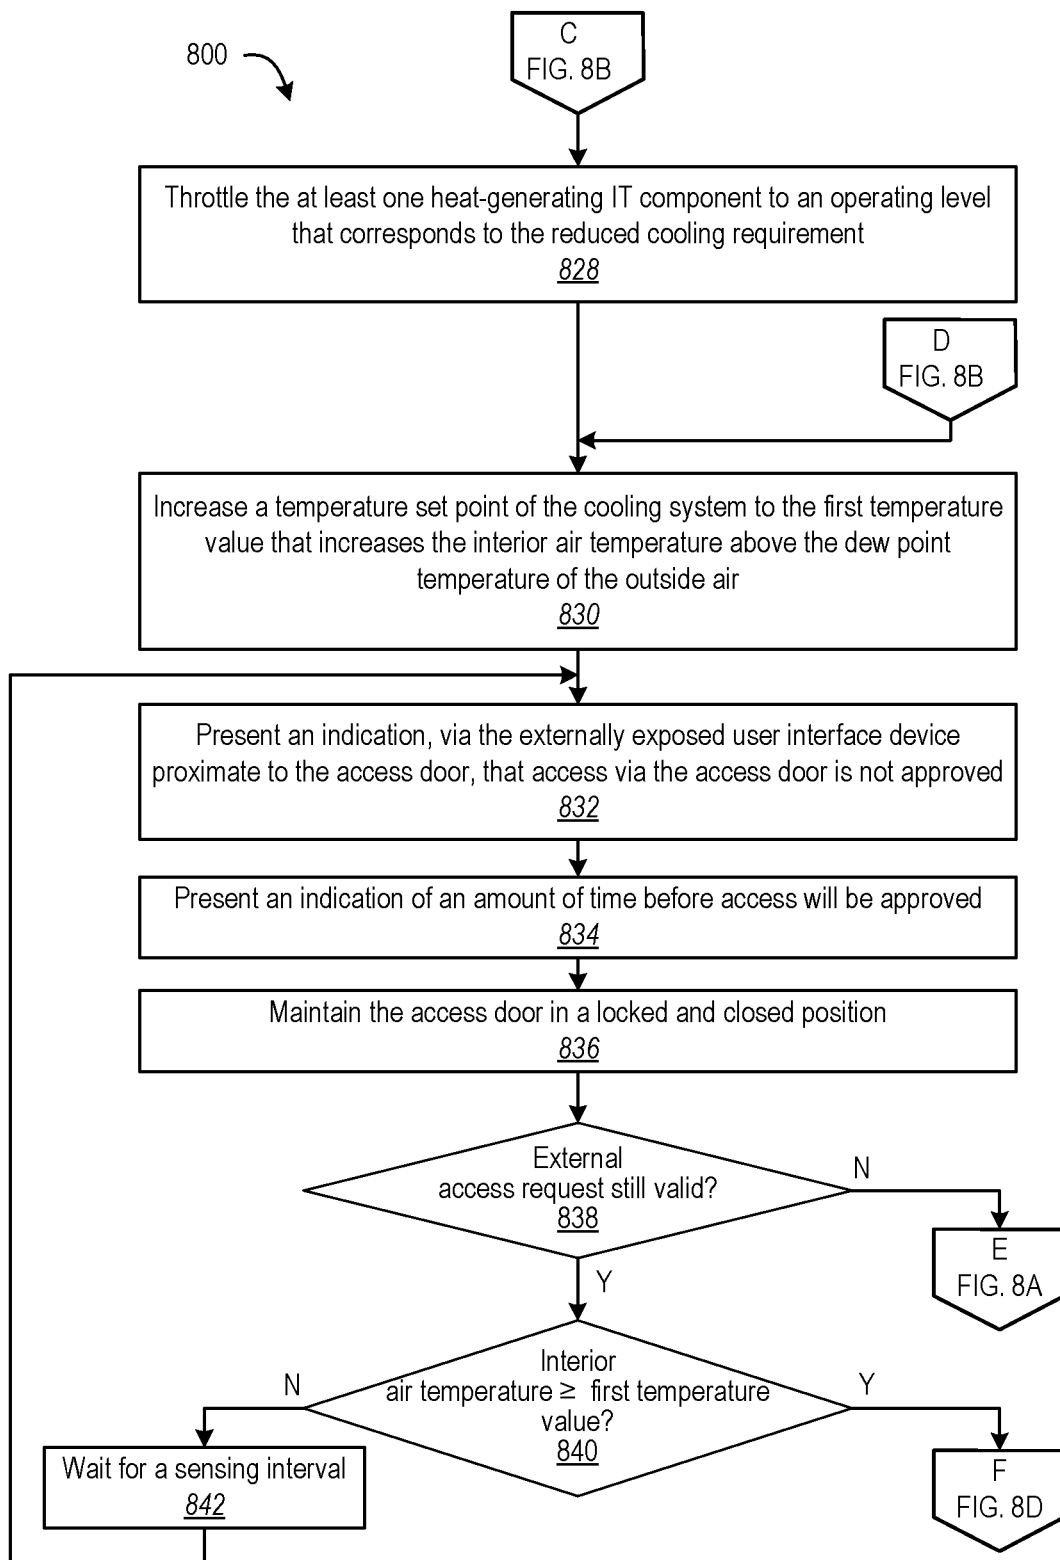 800
C
FIG. 8B
Throttle the at least one heat-generating IT component to an operating level
that corresponds to the reduced cooling requirement
828
D
FIG. 8B
Increase a temperature set point of the cooling system to the first temperature
value that increases the interior air temperature above the dew point
temperature of the outside air
830
Present an indication, via the externally exposed user interface device
proximate to the access door, that access via the access door is not approved
832
Present an indication of an amount of time before access will be approved
834
Maintain the access door in a locked and closed position
836
External
access request still valid?
838
N
E
FIG. 8A
Y
Interior
air temperature ≥ first temperature
value?
840
N
Y
Wait for a sensing interval
842
F
FIG. 8D